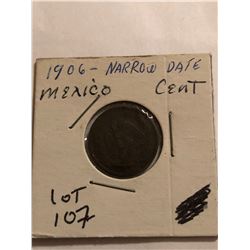 1906 - NARROW DATE
MEXICO CENT
LOT
107